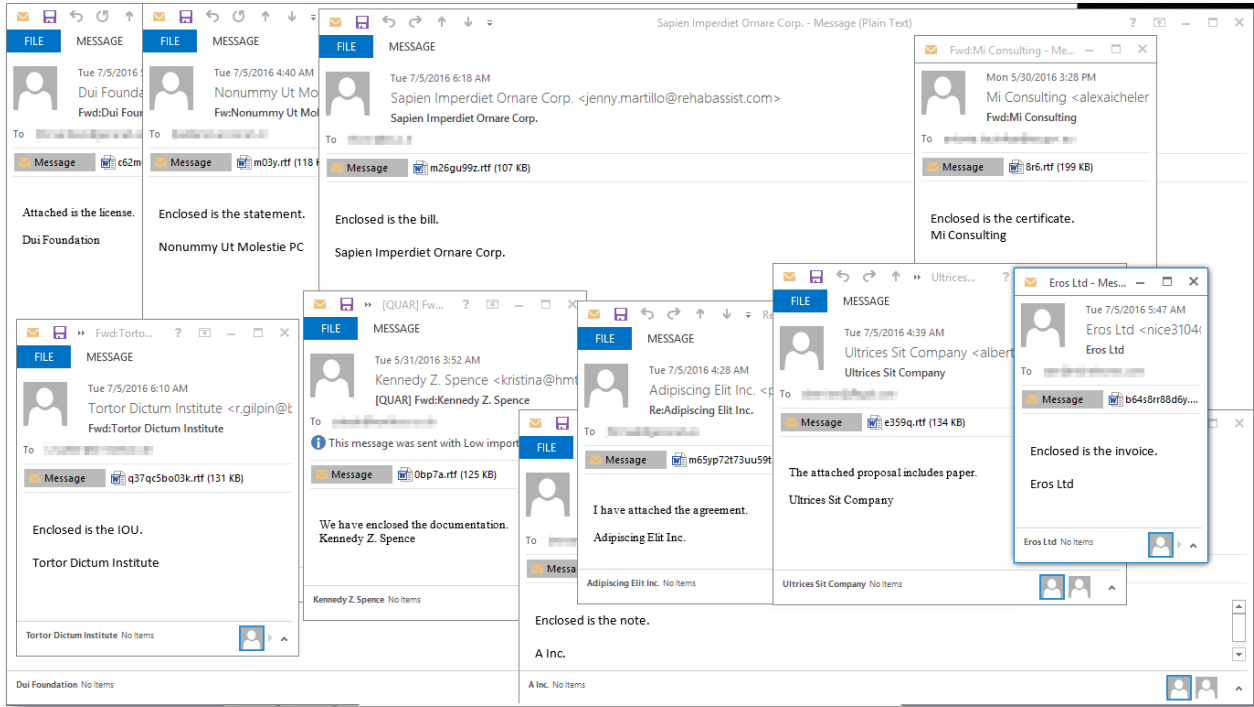 FILE MESSAGE
Tue 7/5/2016
Dui Founda
Fwd:Dui Four
To
Message c62m
Attached is the license.
Dui Foundation
Dui Foundation No Items
FILE MESSAGE
Tue 7/5/2016 4:40 AM
Nonummy Ut Mo
Fw:Nonummy Ut Mol
To
Message m03y.rtf (118 K
Enclosed is the statement.
Nonummy Ut Molestie PC
Sapien Imperdiet Ornare Corp. - Message (Plain Text)
FILE MESSAGE
Tue 7/5/2016 6:18 AM
Sapien Imperdiet Ornare Corp. <jenny.martillo@rehabassist.com>
Sapien Imperdiet Ornare Corp.
To
Message m26gu99z.rtf (107 KB)
Enclosed is the bill.
Sapien Imperdiet Ornare Corp.
Fwd:Mi Consulting - Me...
Mon 5/30/2016 3:28 PM
Mi Consulting <alexaicheler
Fwd:Mi Consulting
To
Message 8r6.rtf (199 KB)
Enclosed is the certificate.
Mi Consulting
Fwd:Torto...
FILE MESSAGE
Tue 7/5/2016 6:10 AM
Tortor Dictum Institute <r.gilpin@b
Fwd:Tortor Dictum Institute
To
Message q37qc5bo03k.rtf (131 KB)
Enclosed is the IOU.
Tortor Dictum Institute
Tortor Dictum Institute No Items
[QUAR] Fw...
FILE MESSAGE
Tue 5/31/2016 3:52 AM
Kennedy Z. Spence <kristina@hmt
[QUAR] Fwd:Kennedy Z. Spence
To
This message was sent with Low import
Message 0bp7a.rtf (125 KB)
We have enclosed the documentation.
Kennedy Z. Spence
Kennedy Z. Spence No Items
Re
FILE MESSAGE
Tue 7/5/2016 4:28 AM
Adipiscing Elit Inc. <p
Re:Adipiscing Elit Inc.
To
Message m65yp72t73uu59t
I have attached the agreement.
Adipiscing Elit Inc.
Adipiscing Elit Inc. No Items
Ultrices...
FILE MESSAGE
Tue 7/5/2016 4:39 AM
Ultrices Sit Company <albert
Ultrices Sit Company
To
Message e359q.rtf (134 KB)
The attached proposal includes paper.
Ultrices Sit Company
Ultrices Sit Company No Items
Eros Ltd - Mes...
Tue 7/5/2016 5:47 AM
Eros Ltd <nice3104(
Eros Ltd
To
Message b64s8rr88d6y....
Enclosed is the invoice.
Eros Ltd
Eros Ltd No Items
FILE
To
Messa
Enclosed is the note.
A Inc.
A Inc. No Items